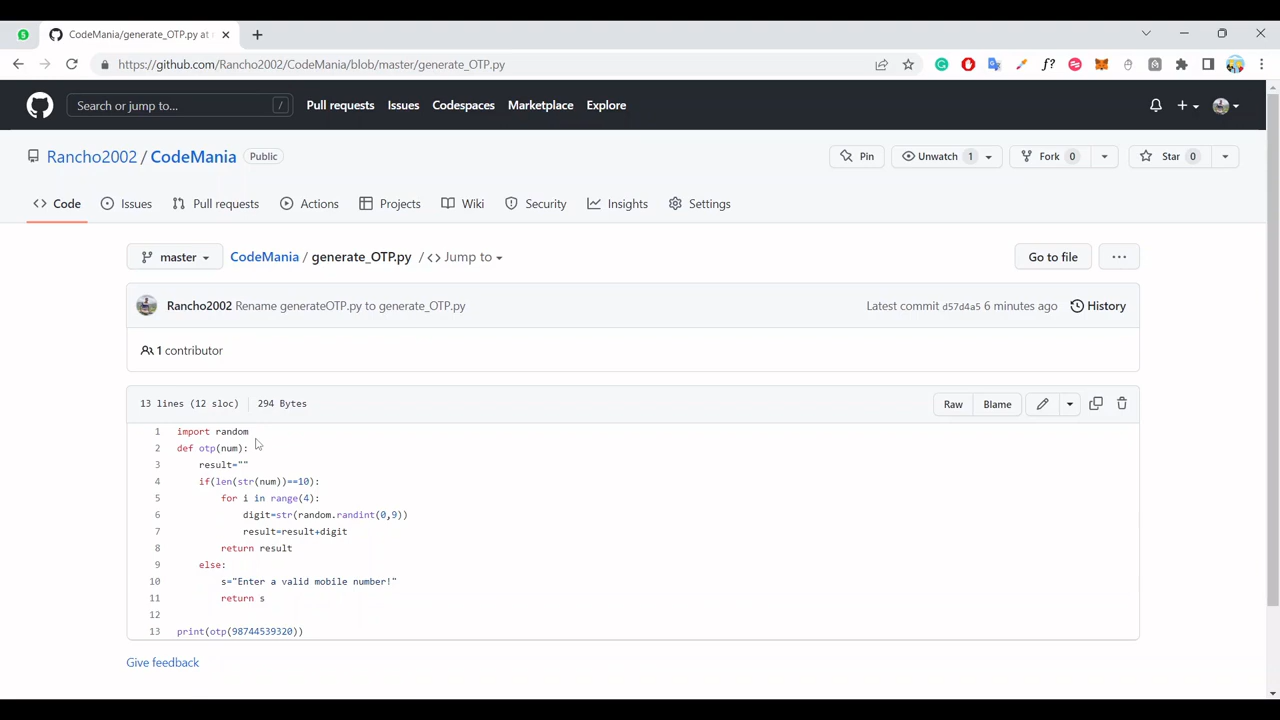 5
CodeMania/generate_OTP.py at
https://github.com/Rancho2002/CodeMania/blob/master/generate_OTP.py
f?
Search or jump to... /
Pull requests Issues Codespaces Marketplace Explore
Rancho2002 / CodeMania Public
Pin Unwatch 1 Fork 0 Star 0
Code Issues Pull requests Actions Projects Wiki Security Insights Settings
master CodeMania / generate_OTP.py / <> Jump to Go to file ...
Rancho2002 Rename generateOTP.py to generate_OTP.py Latest commit d57d4a5 6 minutes ago History
1 contributor
13 lines (12 sloc) 294 Bytes Raw Blame
1 import random
2 def otp(num):
3 result=""
4 if(len(str(num))==10):
5 for i in range(4):
6 digit=str(random.randint(0,9))
7 result=result+digit
8 return result
9 else:
10 s="Enter a valid mobile number!"
11 return s
12
13 print(otp(98744539320))
Give feedback